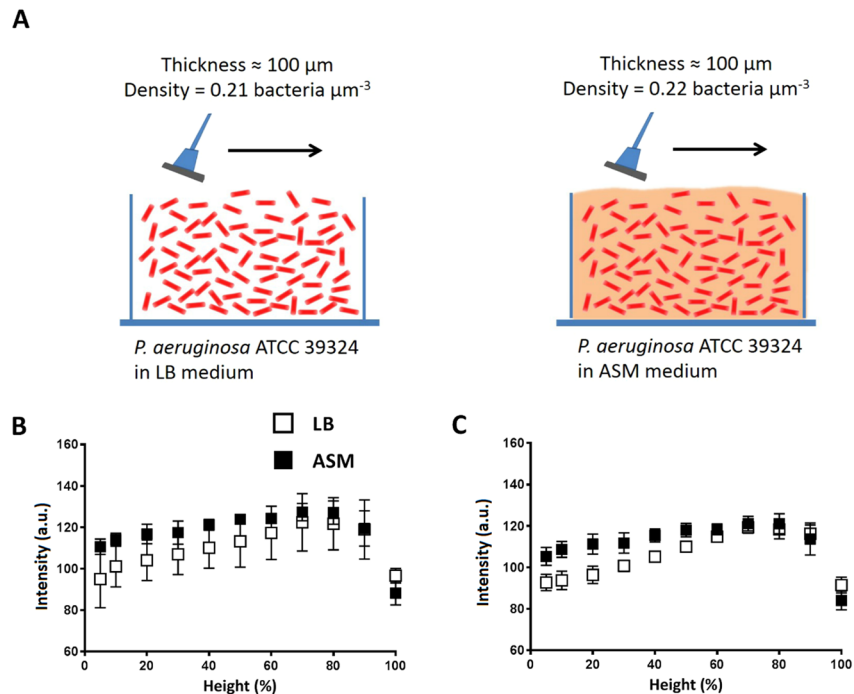 A
Thickness ≈ 100 µm
Density = 0.21 bacteria µm⁻³
Thickness ≈ 100 µm
Density = 0.22 bacteria µm⁻³
P. aeruginosa ATCC 39324
in LB medium
P. aeruginosa ATCC 39324
in ASM medium
B
LB
ASM
160
140
120
100
80
60
0
20
40
60
80
100
Intensity (a.u.)
Height (%)
C
160
140
120
100
80
60
0
20
40
60
80
100
Intensity (a.u.)
Height (%)